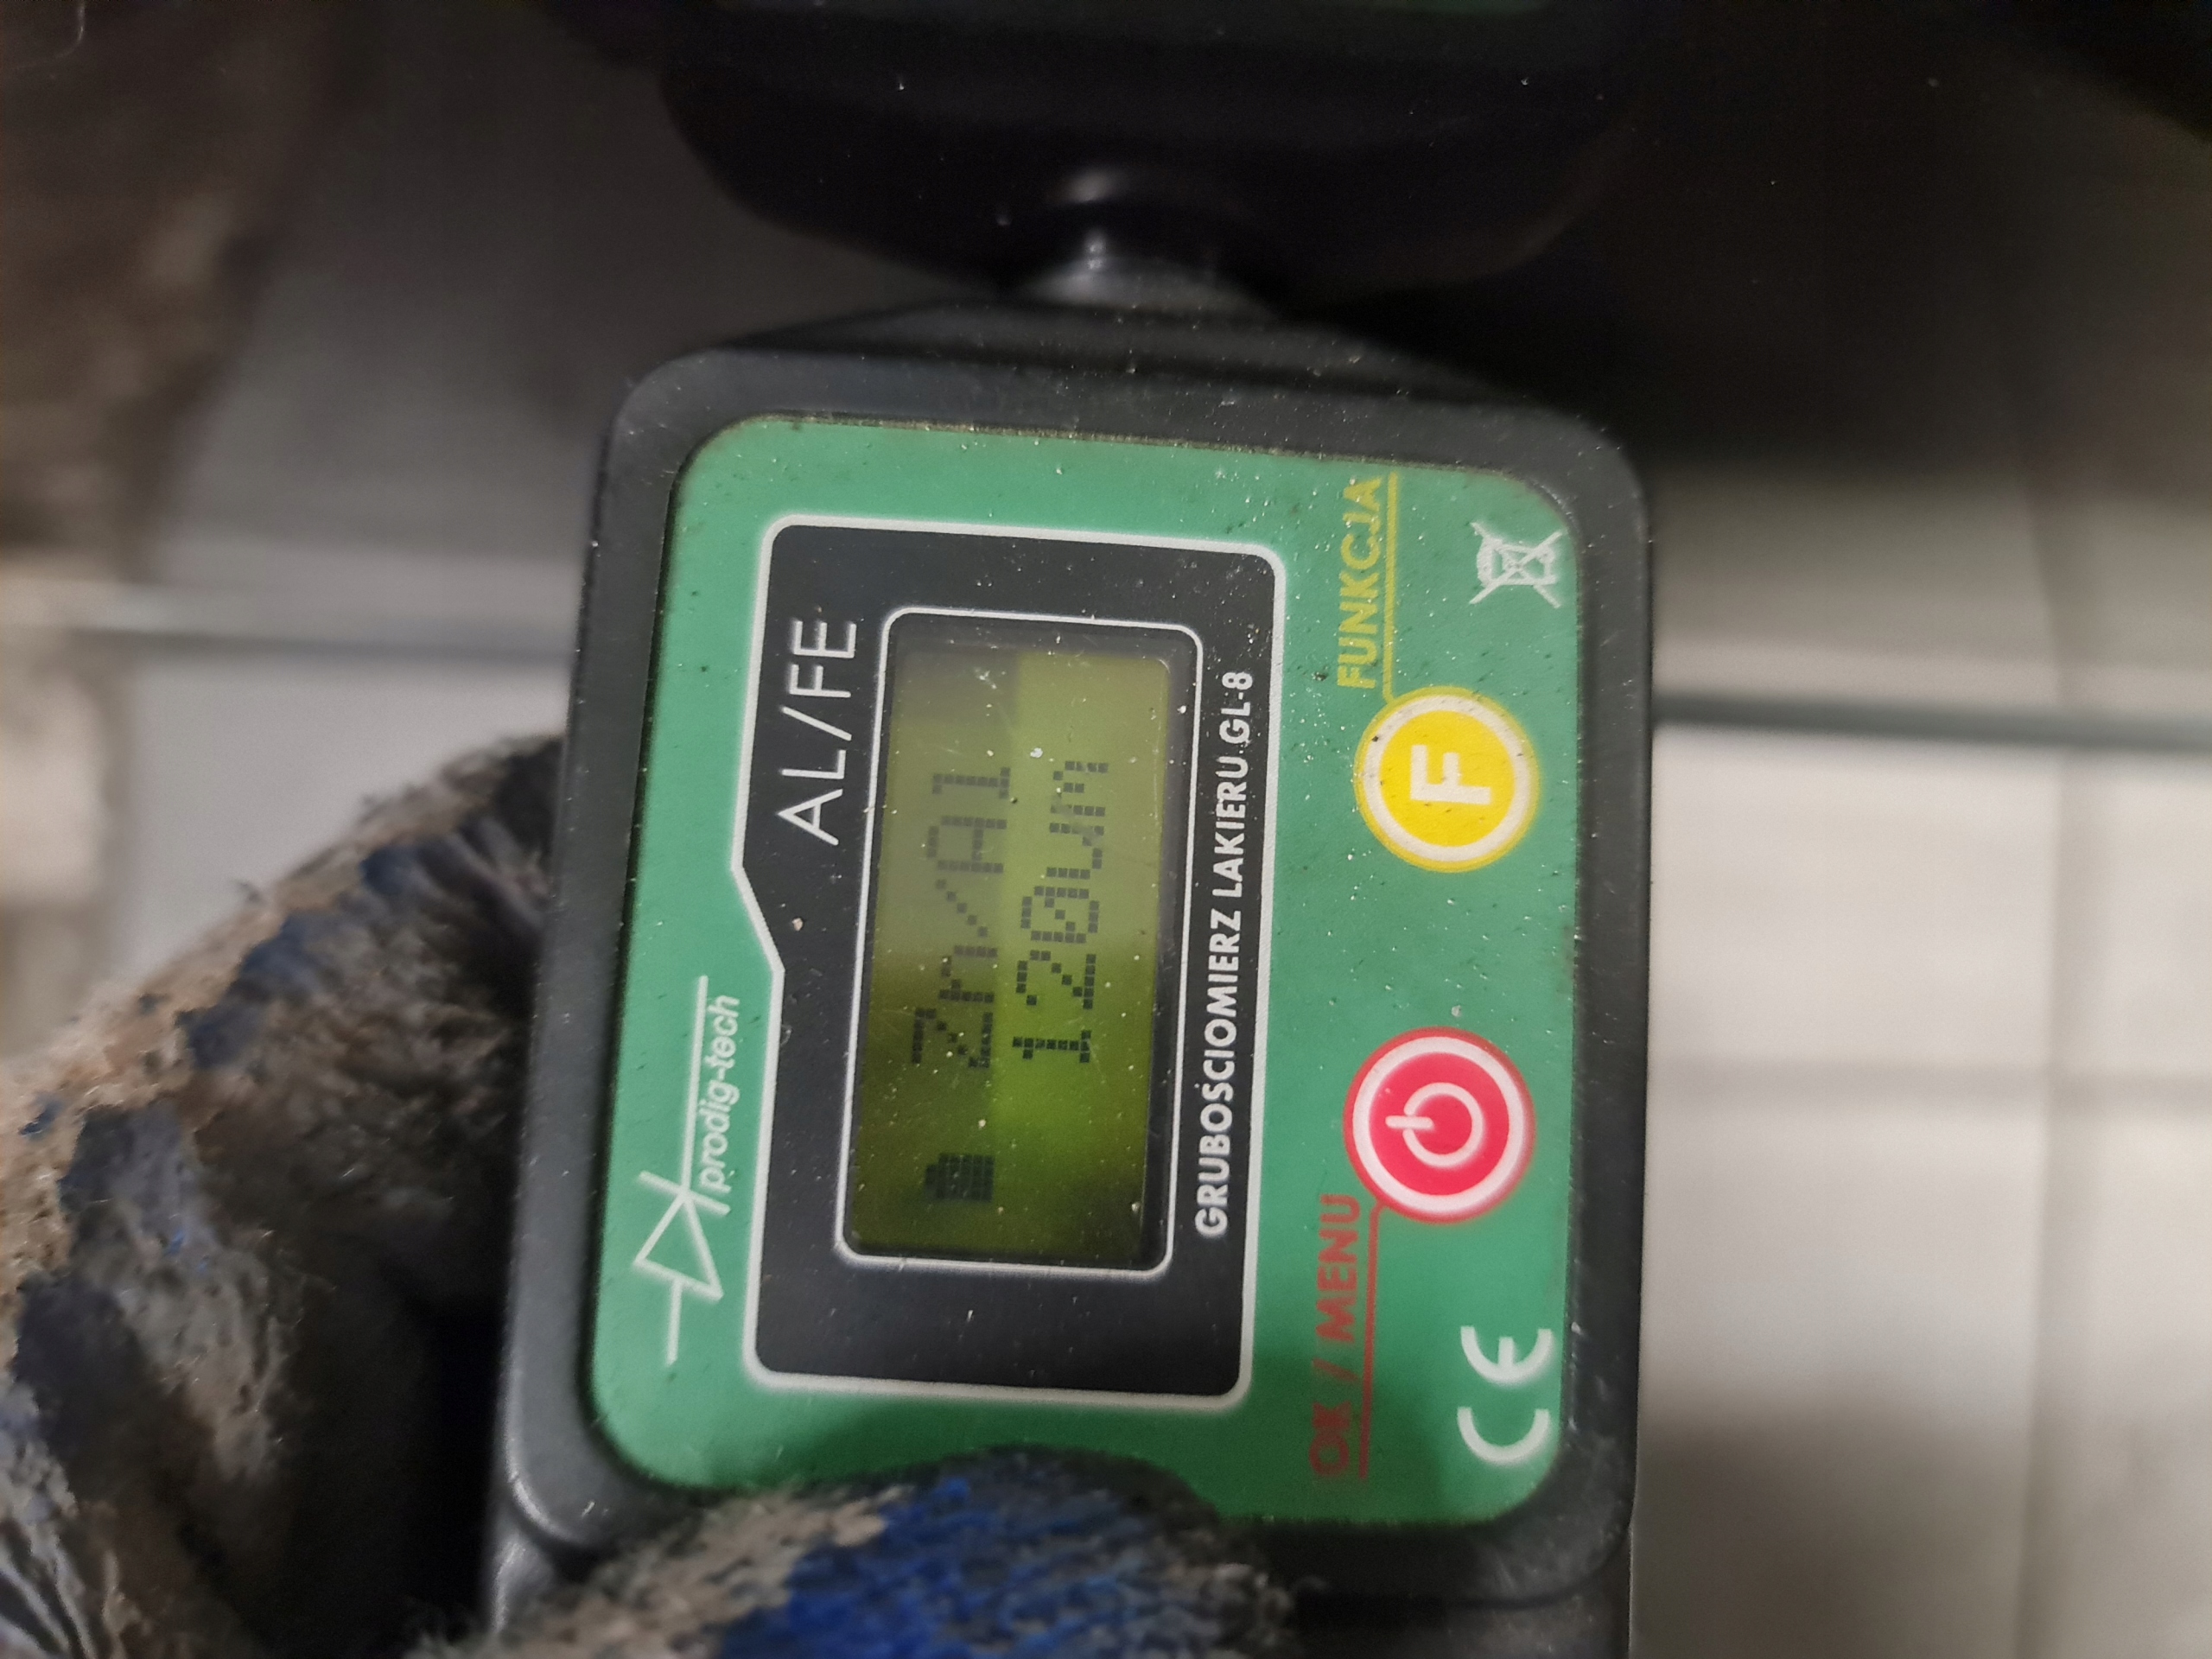 prodig-tech
AL/FE
Zn/Al
120um
GRUBOŚCIOMIERZ LAKIERU GL-8
OK / MENU
FUNKCJA
F
CE